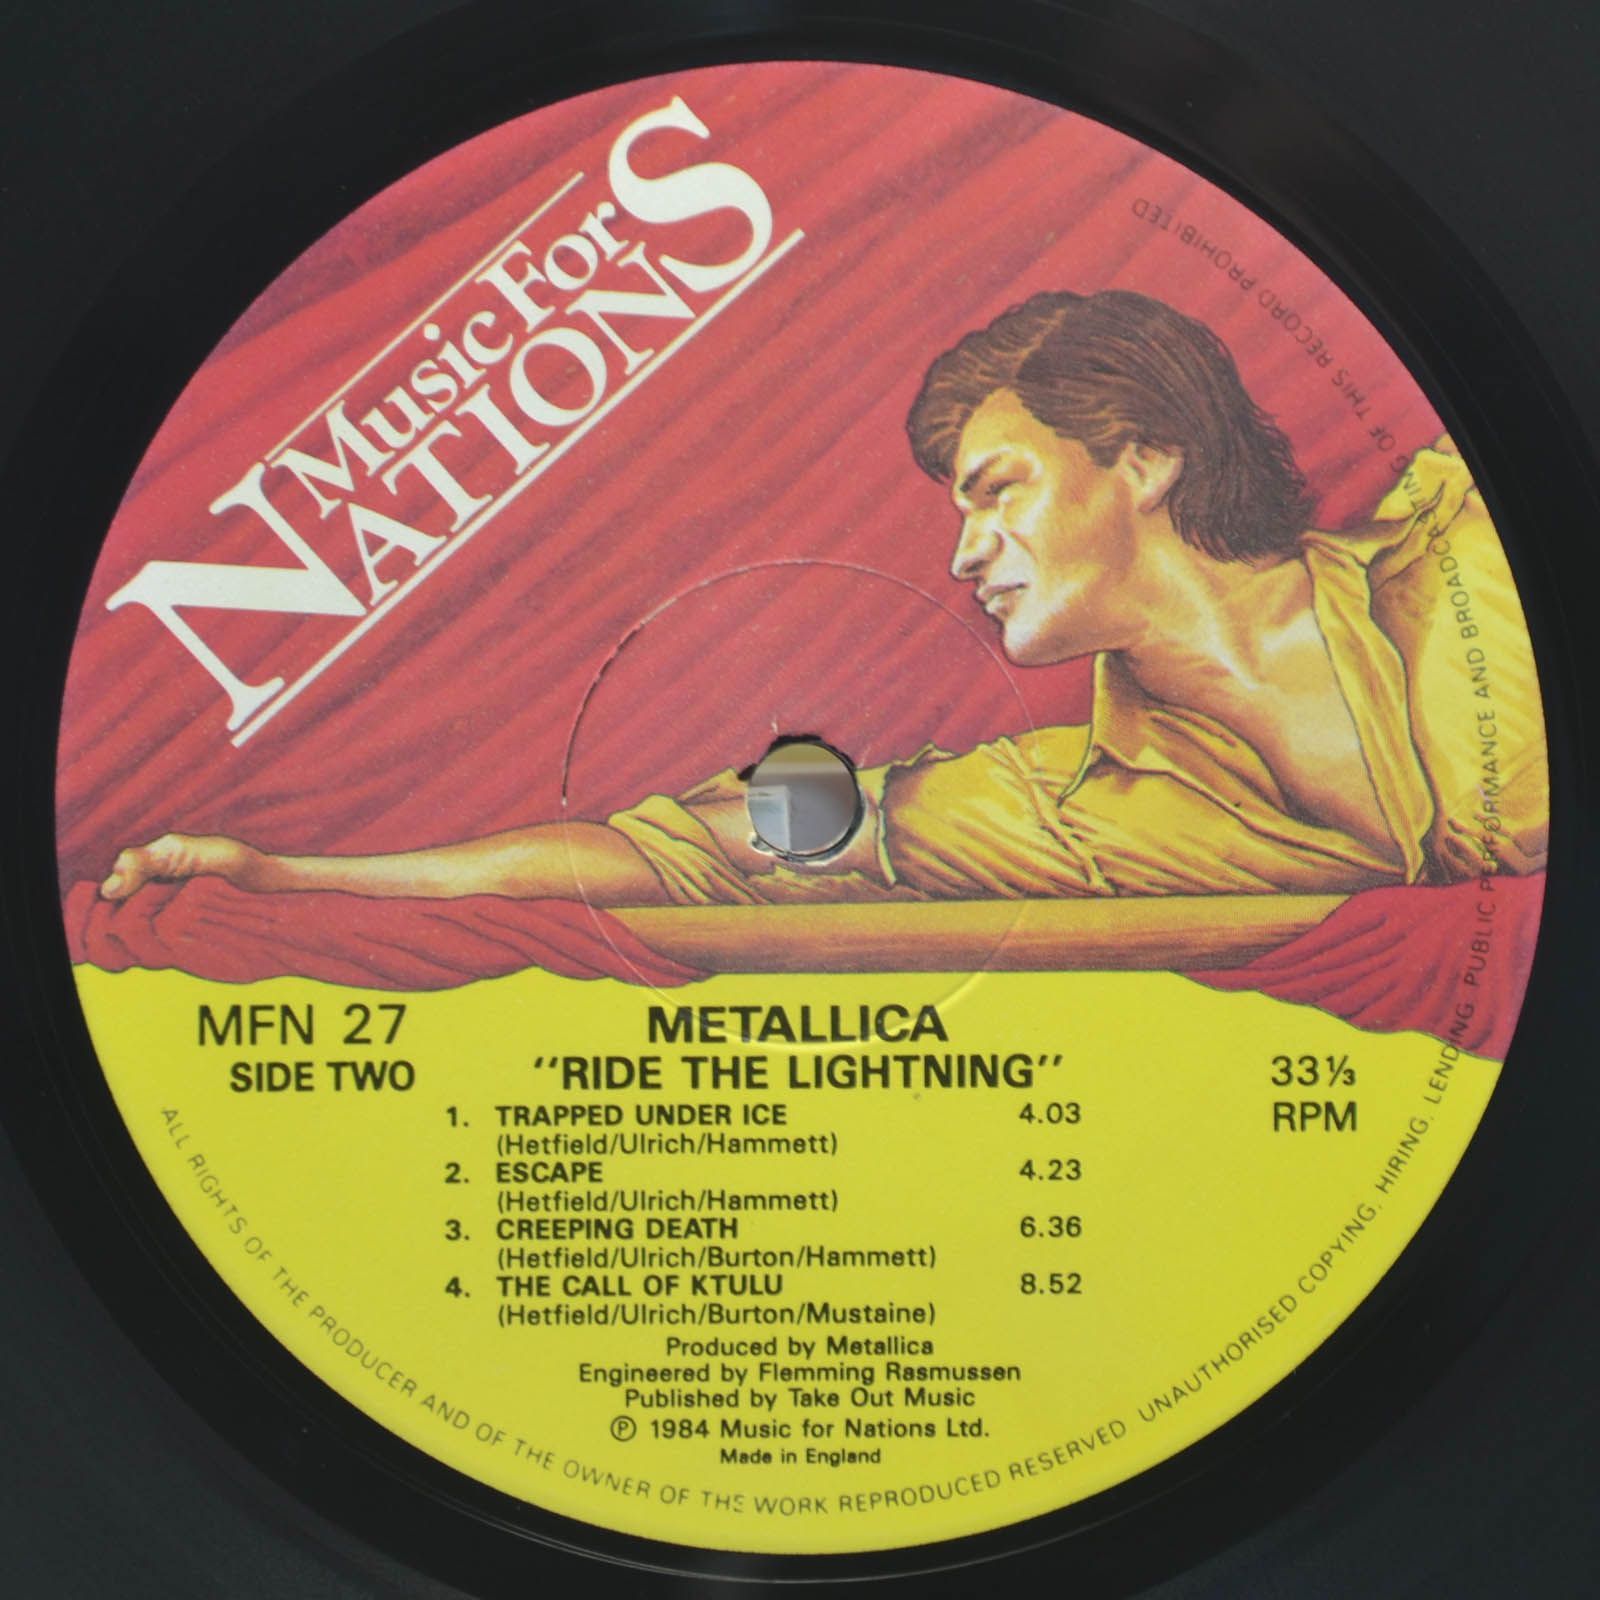 Music For
NATIONS
MFN 27
SIDE TWO
METALLICA
"RIDE THE LIGHTNING"
33⅓
RPM
1. TRAPPED UNDER ICE 4.03
(Hetfield/Ulrich/Hammett)
2. ESCAPE 4.23
(Hetfield/Ulrich/Hammett)
3. CREEPING DEATH 6.36
(Hetfield/Ulrich/Burton/Hammett)
4. THE CALL OF KTULU 8.52
(Hetfield/Ulrich/Burton/Mustaine)
Produced by Metallica
Engineered by Flemming Rasmussen
Published by Take Out Music
℗ 1984 Music for Nations Ltd.
Made in England
ALL RIGHTS OF THE PRODUCER AND OF THE OWNER OF THE WORK REPRODUCED RESERVED UNAUTHORISED COPYING, HIRING, LENDING, PUBLIC PERFORMANCE AND BROADCASTING OF THIS RECORD PROHIBITED